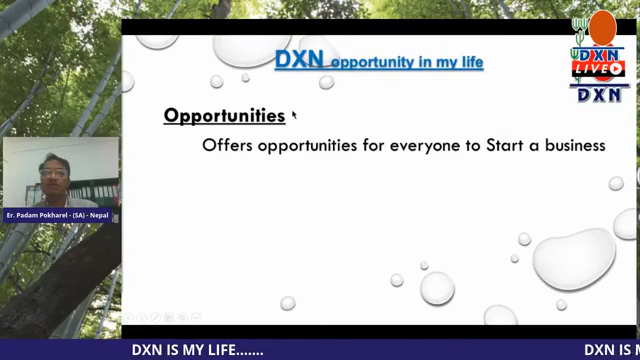 DXN opportunity in my life
DXN
LIVE
DXN
Opportunities
Offers opportunities for everyone to Start a business
Er. Padam Pokharel - (SA) - Nepal
DXN IS MY LIFE.......
DXN IS M